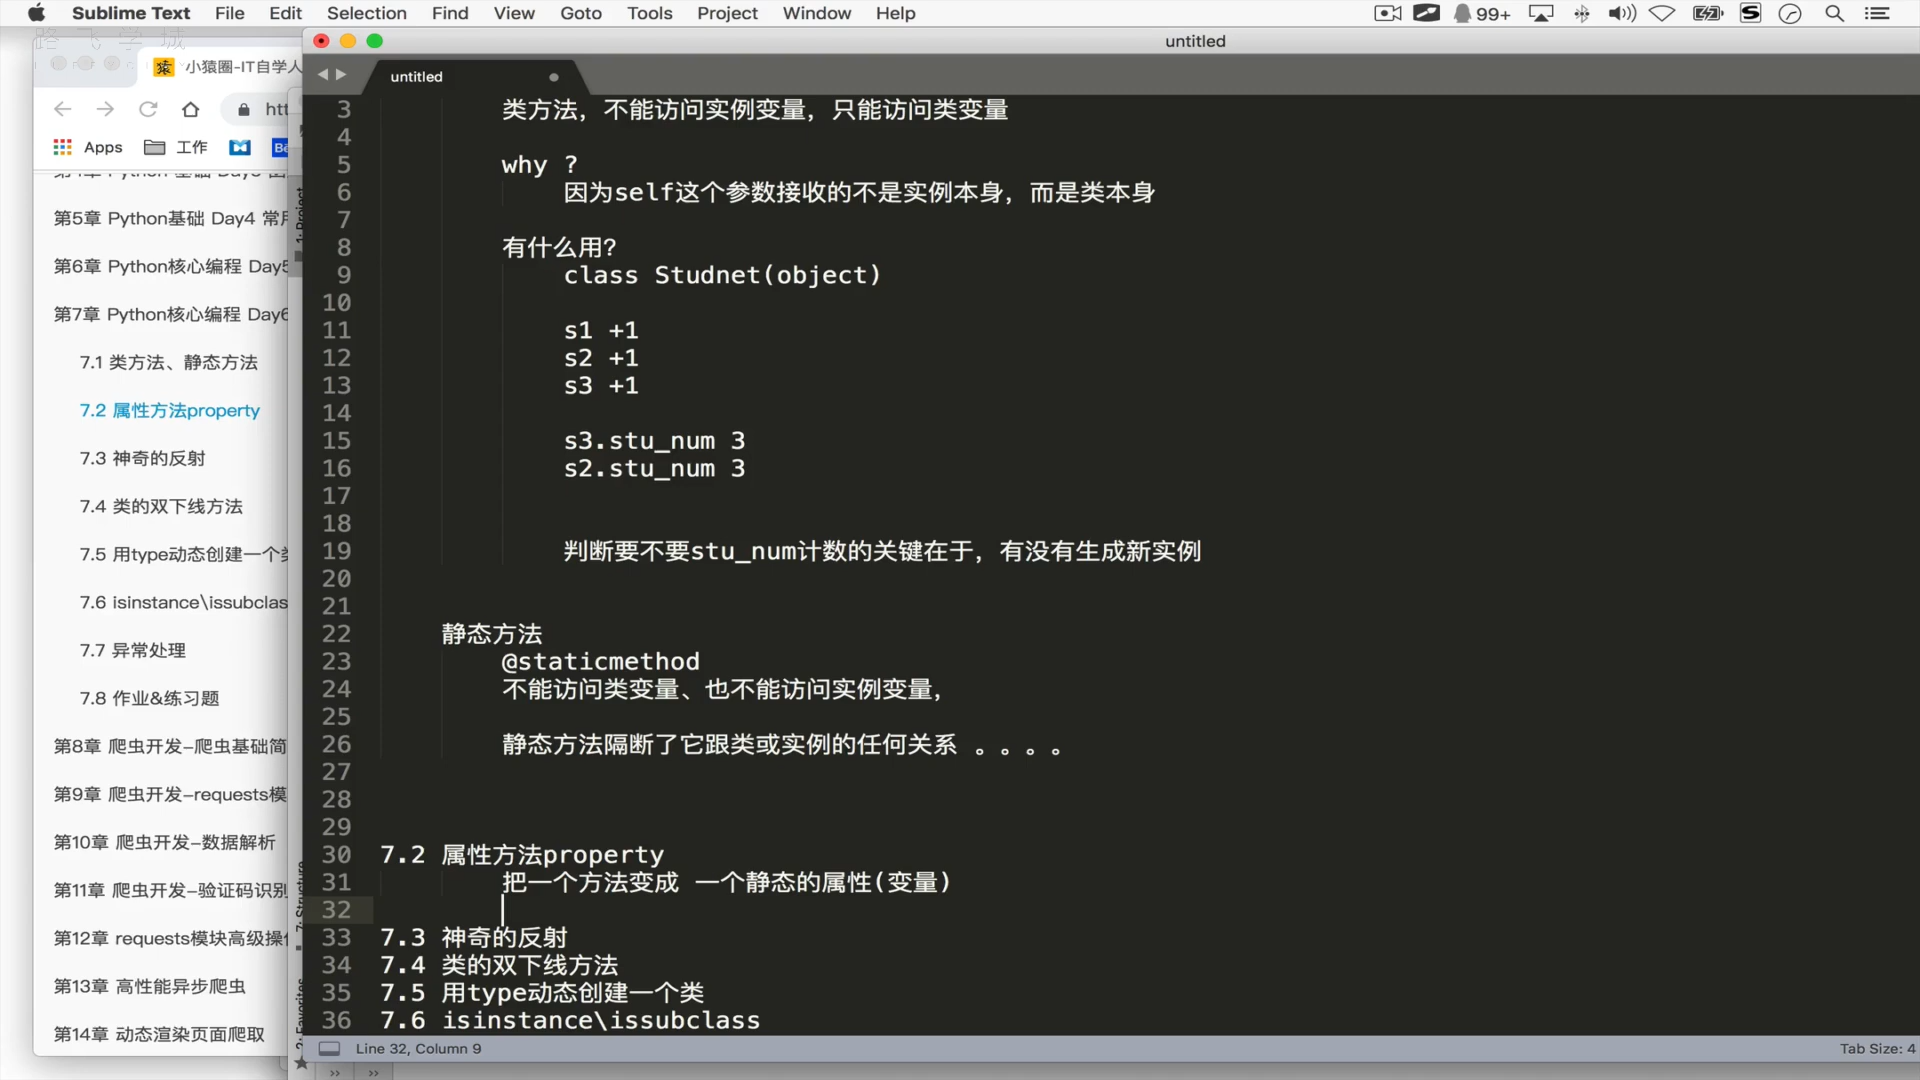 Sublime Text File Edit Selection Find View Goto Tools Project Window Help 99+
路飞学城
小猿圈-IT自学人
untitled
untitled
Apps 工作
第5章 Python基础 Day4 常用
第6章 Python核心编程 Day5
第7章 Python核心编程 Day6
7.1 类方法、静态方法
7.2 属性方法property
7.3 神奇的反射
7.4 类的双下线方法
7.5 用type动态创建一个类
7.6 isinstance\issubclas
7.7 异常处理
7.8 作业&练习题
第8章 爬虫开发-爬虫基础简
第9章 爬虫开发-requests模
第10章 爬虫开发-数据解析
第11章 爬虫开发-验证码识别
第12章 requests模块高级操作
第13章 高性能异步爬虫
第14章 动态渲染页面爬取
1: Project
7: Structure
2: Favorites
3 类方法，不能访问实例变量，只能访问类变量
4
5 why ?
6 因为self这个参数接收的不是实例本身，而是类本身
7
8 有什么用?
9 class Studnet(object)
10
11 s1 +1
12 s2 +1
13 s3 +1
14
15 s3.stu_num 3
16 s2.stu_num 3
17
18
19 判断要不要stu_num计数的关键在于，有没有生成新实例
20
21
22 静态方法
23 @staticmethod
24 不能访问类变量、也不能访问实例变量，
25
26 静态方法隔断了它跟类或实例的任何关系 。。。。
27
28
29
30 7.2 属性方法property
31 把一个方法变成 一个静态的属性(变量)
32
33 7.3 神奇的反射
34 7.4 类的双下线方法
35 7.5 用type动态创建一个类
36 7.6 isinstance\issubclass
Line 32, Column 9
Tab Size: 4